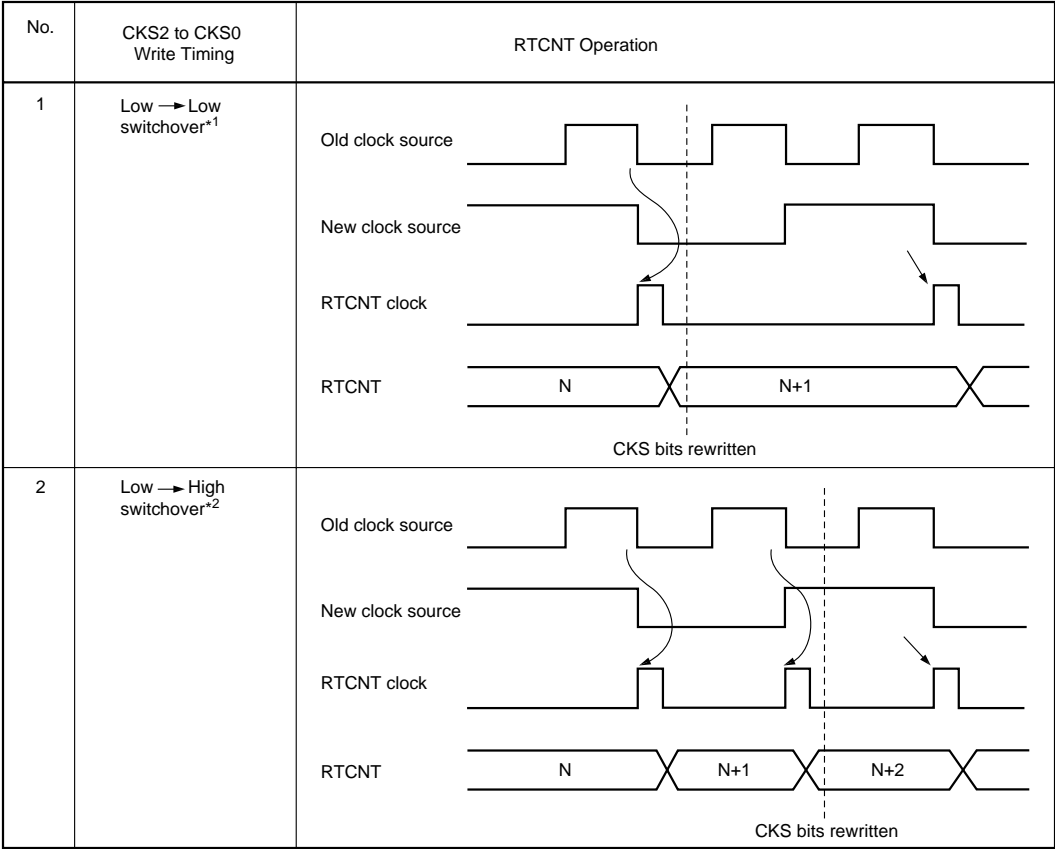 No.
CKS2 to CKS0
Write Timing
RTCNT Operation
1
Low → Low
switchover*1
Old clock source
New clock source
RTCNT clock
RTCNT
N
N+1
CKS bits rewritten
2
Low → High
switchover*2
Old clock source
New clock source
RTCNT clock
RTCNT
N
N+1
N+2
CKS bits rewritten